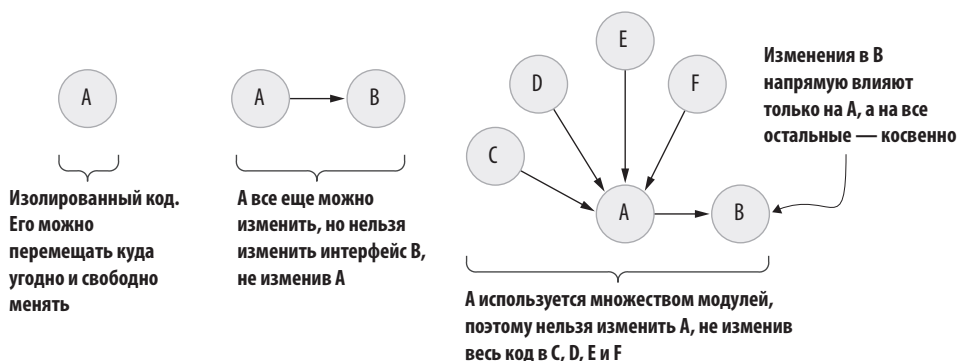 A
Изолированный код.
Его можно
перемещать куда
угодно и свободно
менять
A
B
А все еще можно
изменить, но нельзя
изменить интерфейс B,
не изменив A
E
D
F
C
A
B
Изменения в B
напрямую влияют
только на A, а на все
остальные — косвенно
A используется множеством модулей,
поэтому нельзя изменить A, не изменив
весь код в C, D, E и F